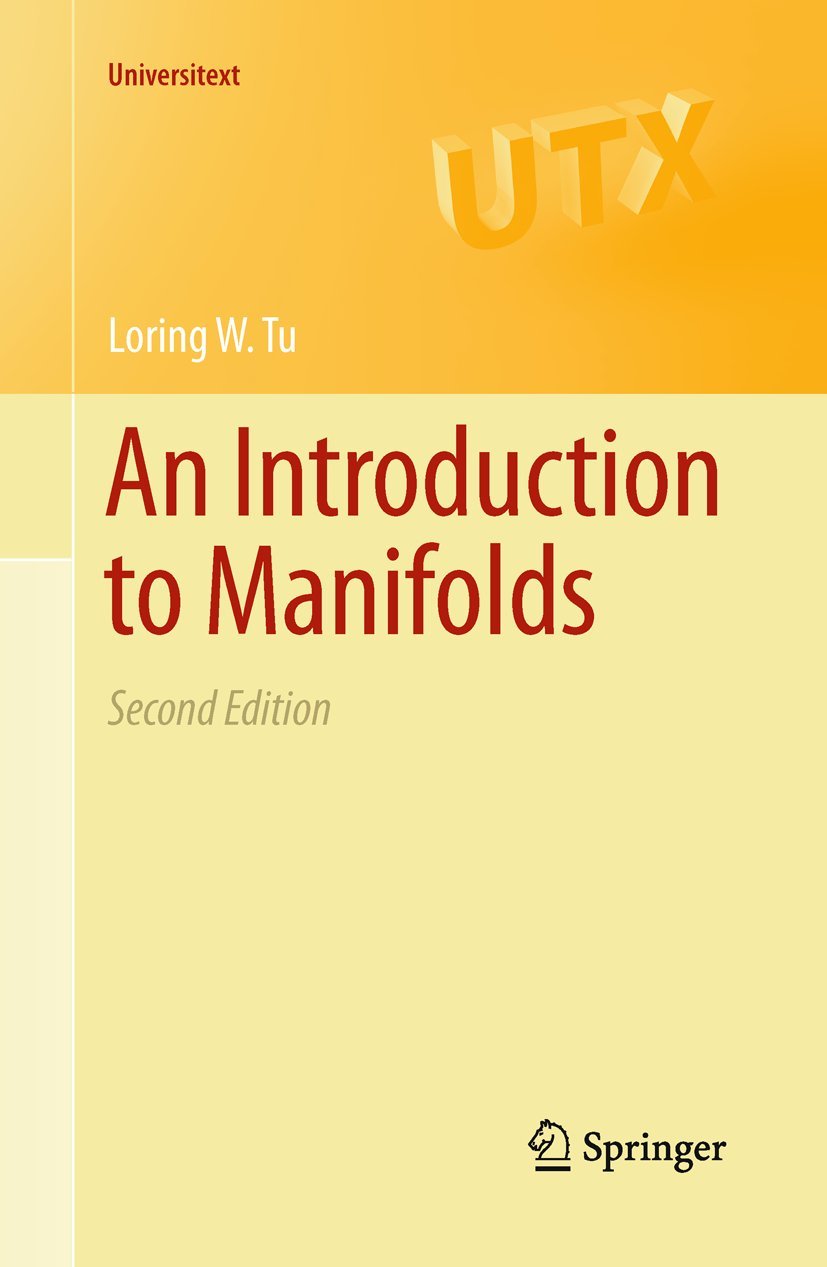 Universitext
UTX
Loring W. Tu
An Introduction
to Manifolds
Second Edition
Springer